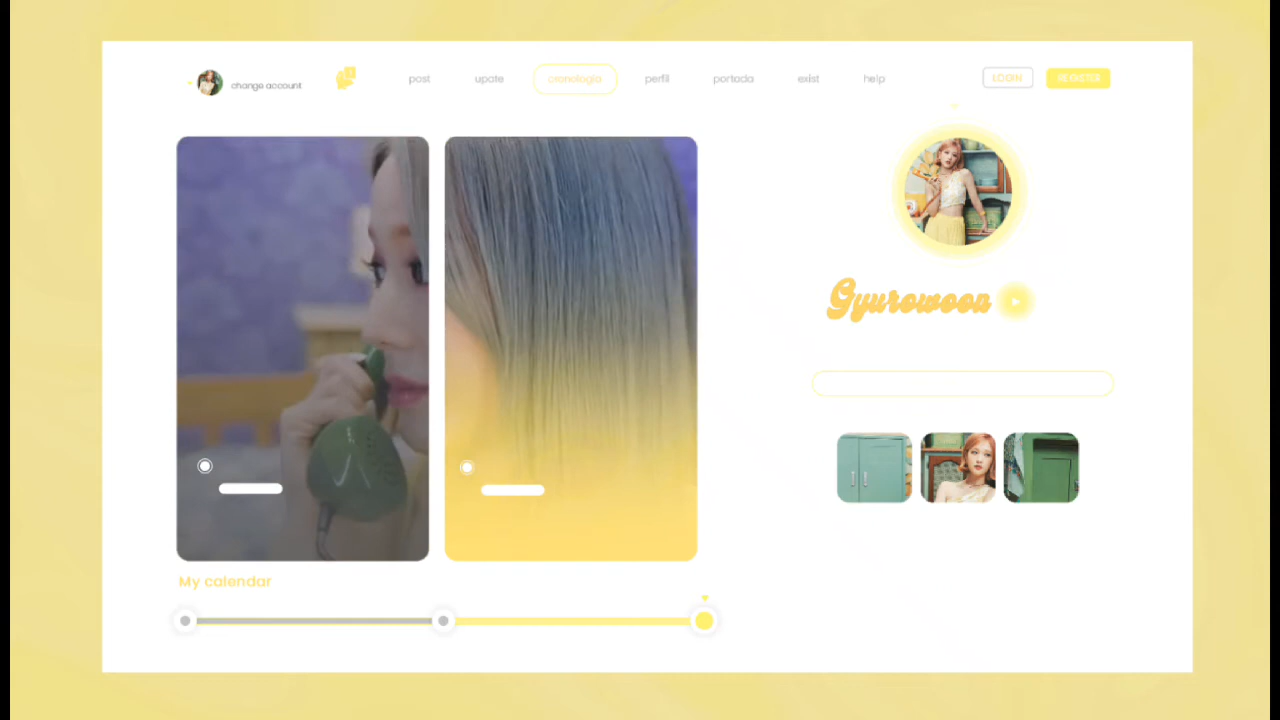 change account
post
upate
cronologia
perfil
portada
exist
help
LOGIN
REGISTER
Gyurowoon
My calendar